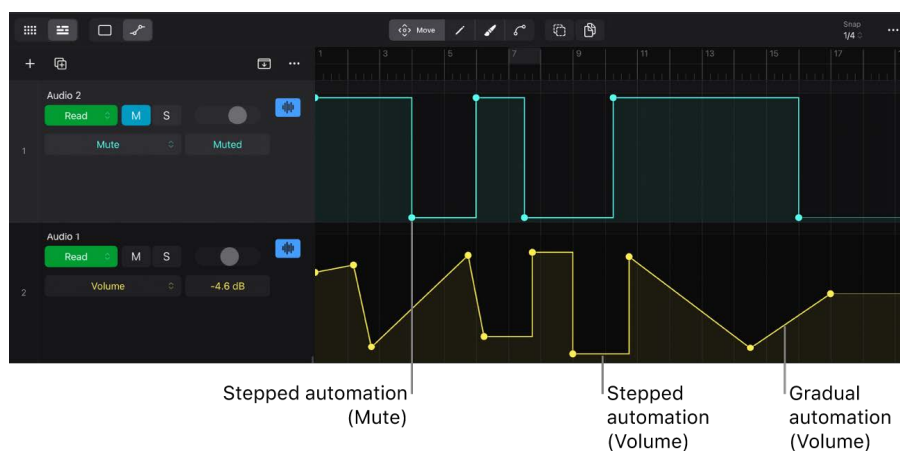 Move
Snap
1/4
1 3 5 7 9 11 13 15 17
Audio 2
Read M S
1
Mute Muted
Audio 1
Read M S
2
Volume -4.6 dB
Stepped automation
(Mute)
Stepped
automation
(Volume)
Gradual
automation
(Volume)